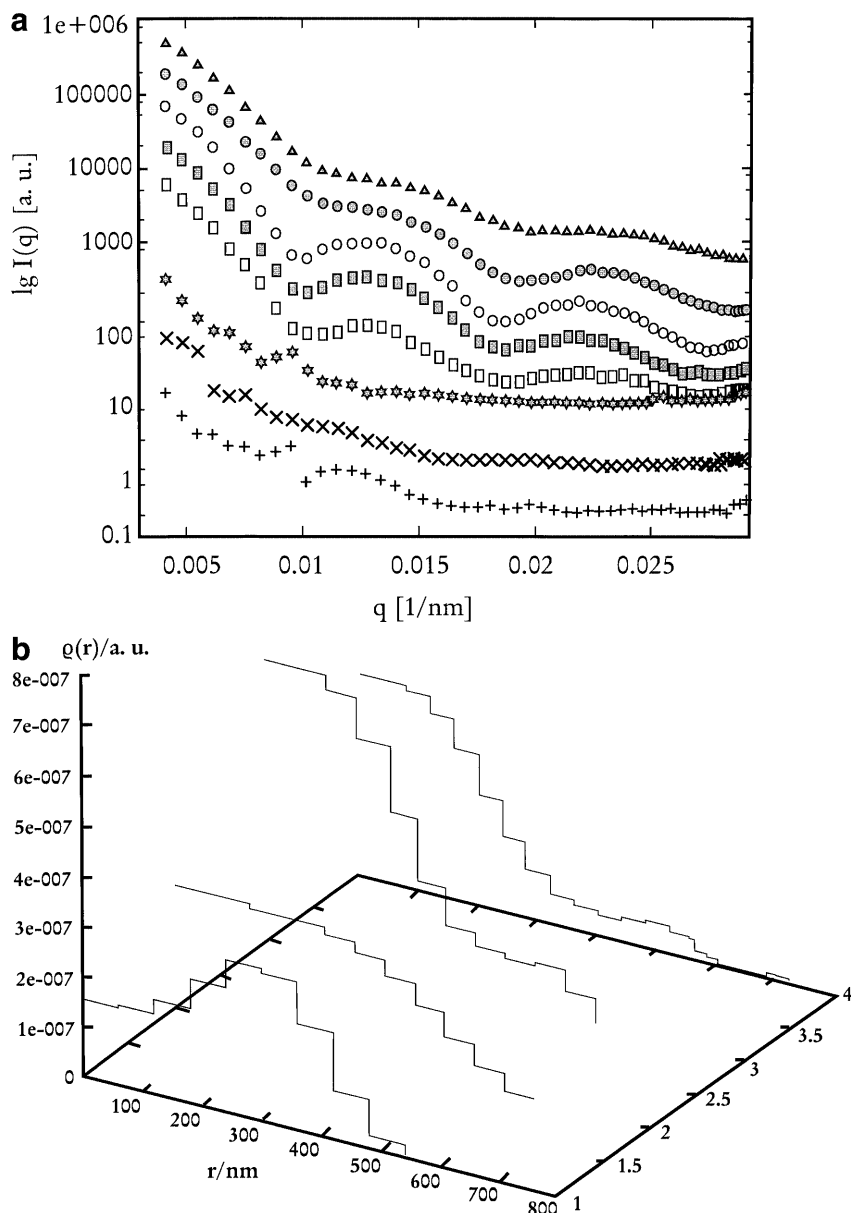 a
1e+006
100000
10000
1000
100
10
1
0.1
lg I(q) [a. u.]
0.005 0.01 0.015 0.02 0.025
q [1/nm]
b ϱ(r)/a. u.
8e-007
7e-007
6e-007
5e-007
4e-007
3e-007
2e-007
1e-007
0
100 200 300 400 500 600 700 800
r/nm
1 1.5 2 2.5 3 3.5 4